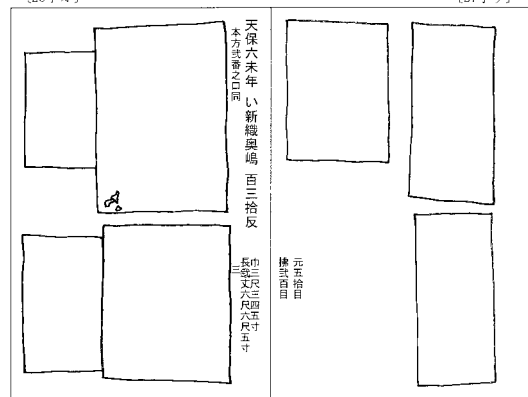 天保六未年 い新織奥嶋 百三拾反
本方弐番之口同
巾三尺三四五寸
長弐丈六尺六尺五寸
三
元五拾目
拂弐百目